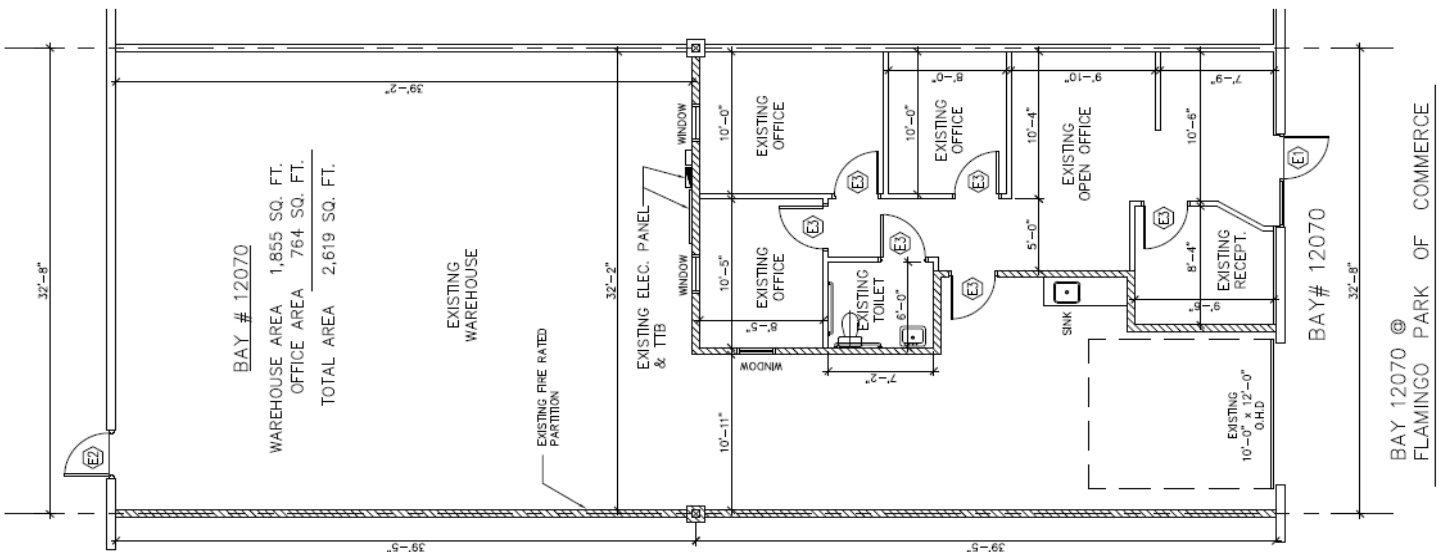 32'-8"
E2
39'-2"
BAY # 12070
WAREHOUSE AREA 1,855 SQ. FT.
OFFICE AREA 764 SQ. FT.
TOTAL AREA 2,619 SQ. FT.
EXISTING
WAREHOUSE
EXISTING FIRE RATED
PARTITION
32'-2"
EXISTING ELEC. PANEL
& TTB
39'-5"
WINDOW
WINDOW
WINDOW
10'-0"
EXISTING
OFFICE
E3
10'-5"
EXISTING
OFFICE
8'-5"
E3
10'-11"
EXISTING
TOILET
6'-0"
7'-2"
E3
8'-0"
10'-0"
EXISTING
OFFICE
E3
9'-10"
10'-4"
EXISTING
OPEN OFFICE
5'-0"
E3
SINK
7'-9"
10'-6"
E3
8'-4"
EXISTING
RECEPT.
9'-5"
EXISTING
10'-0" x 12'-0"
O.H.D
39'-5"
E1
BAY# 12070
32'-8"
BAY 12070 @
FLAMINGO PARK OF COMMERCE